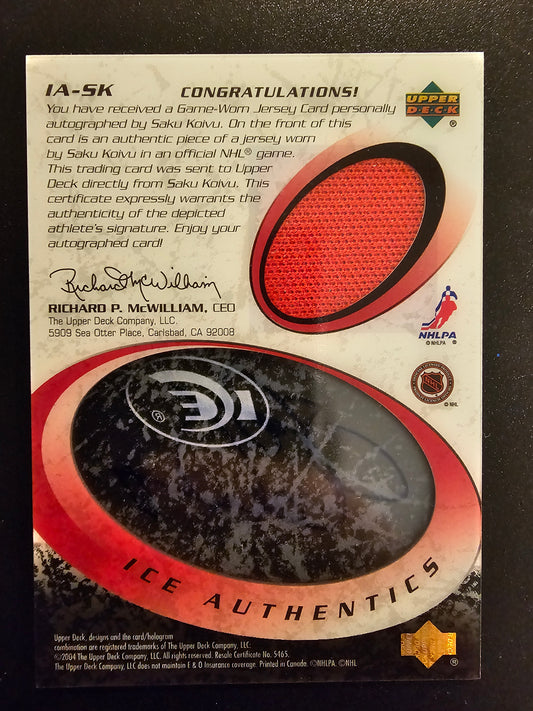 IA-SK
CONGRATULATIONS!
You have received a Game-Worn Jersey Card personally
autographed by Saku Koivu. On the front of this
card is an authentic piece of a jersey worn
by Saku Koivu in an official NHL® game.
This trading card was sent to Upper
Deck directly from Saku Koivu. This
certificate expressly warrants the
authenticity of the depicted
athlete's signature. Enjoy your
autographed card!
UPPER
DECK
®
Richard McWilliam
RICHARD P. McWILLIAM, CEO
The Upper Deck Company, LLC.
5909 Sea Otter Place, Carlsbad, CA 92008
NHLPA
©NHLPA ®
©NHL
ICE
®
ICE AUTHENTICS
Upper Deck, designs and the card/hologram
combination are registered trademarks of The Upper Deck Company, LLC.
©2004 The Upper Deck Company, LLC. All rights reserved. Resale Certificate No. 5465.
The Upper Deck Company, LLC does not maintain E & O Insurance coverage. Printed in Canada. ©NHLPA. ©NHL
®